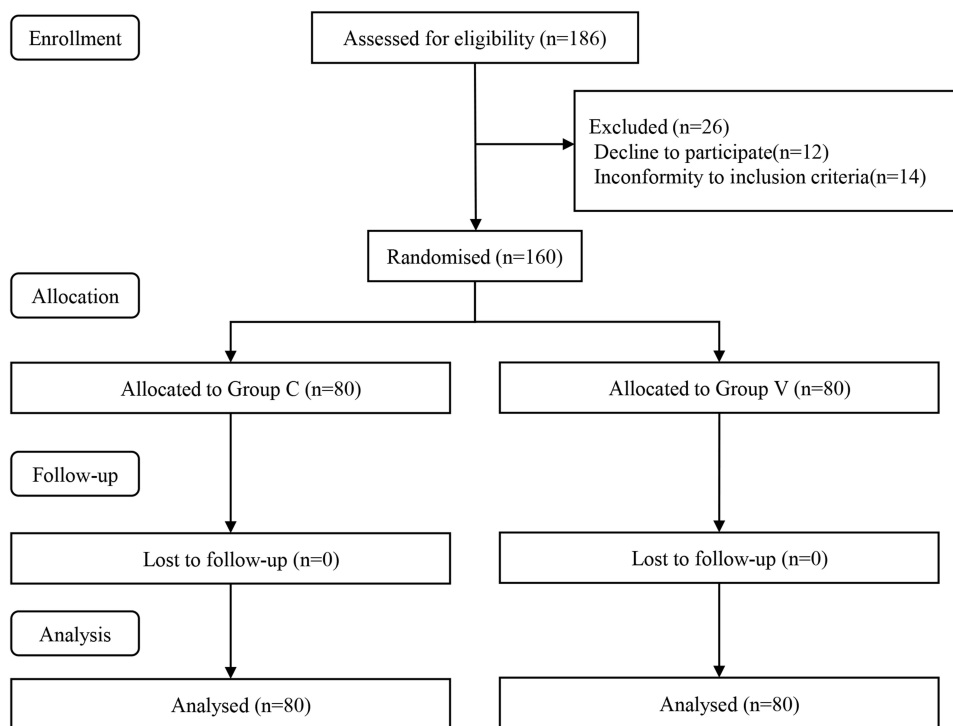 Enrollment
Assessed for eligibility (n=186)
Excluded (n=26)
Decline to participate(n=12)
Inconformity to inclusion criteria(n=14)
Randomised (n=160)
Allocation
Allocated to Group C (n=80)
Allocated to Group V (n=80)
Follow-up
Lost to follow-up (n=0)
Lost to follow-up (n=0)
Analysis
Analysed (n=80)
Analysed (n=80)